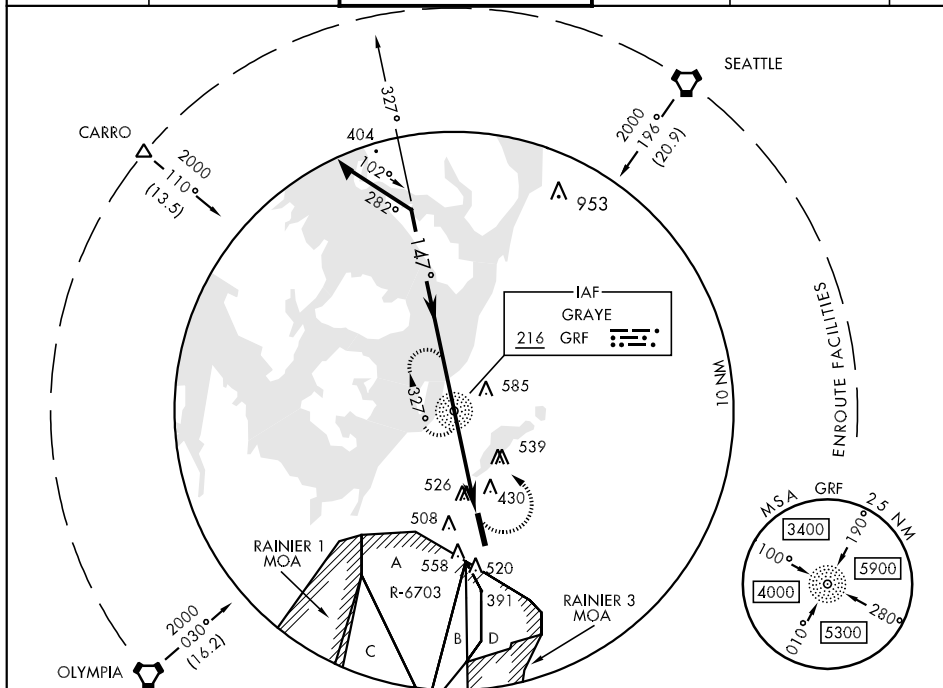 SEATTLE
2000
196°
(20.9)
CARRO
2000
110°
(13.5)
327°
404
102°
282°
953
147°
IAF
GRAYE
216 GRF
327°
585
10 NM
ENROUTE FACILITIES
539
526
430
508
558
520
RAINIER 1
MOA
A
R-6703
391
RAINIER 3
MOA
C
B
D
OLYMPIA
2000
030°
(16.2)
MSA GRF 25 NM
3400
190°
100°
5900
4000
280°
010°
5300